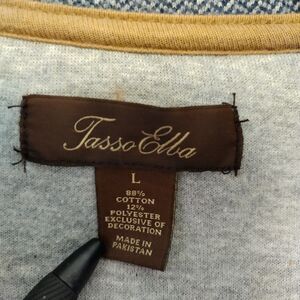 Tasso Elba
L
88%
COTTON
12%
POLYESTER
EXCLUSIVE OF
DECORATION
MADE IN
PAKISTAN